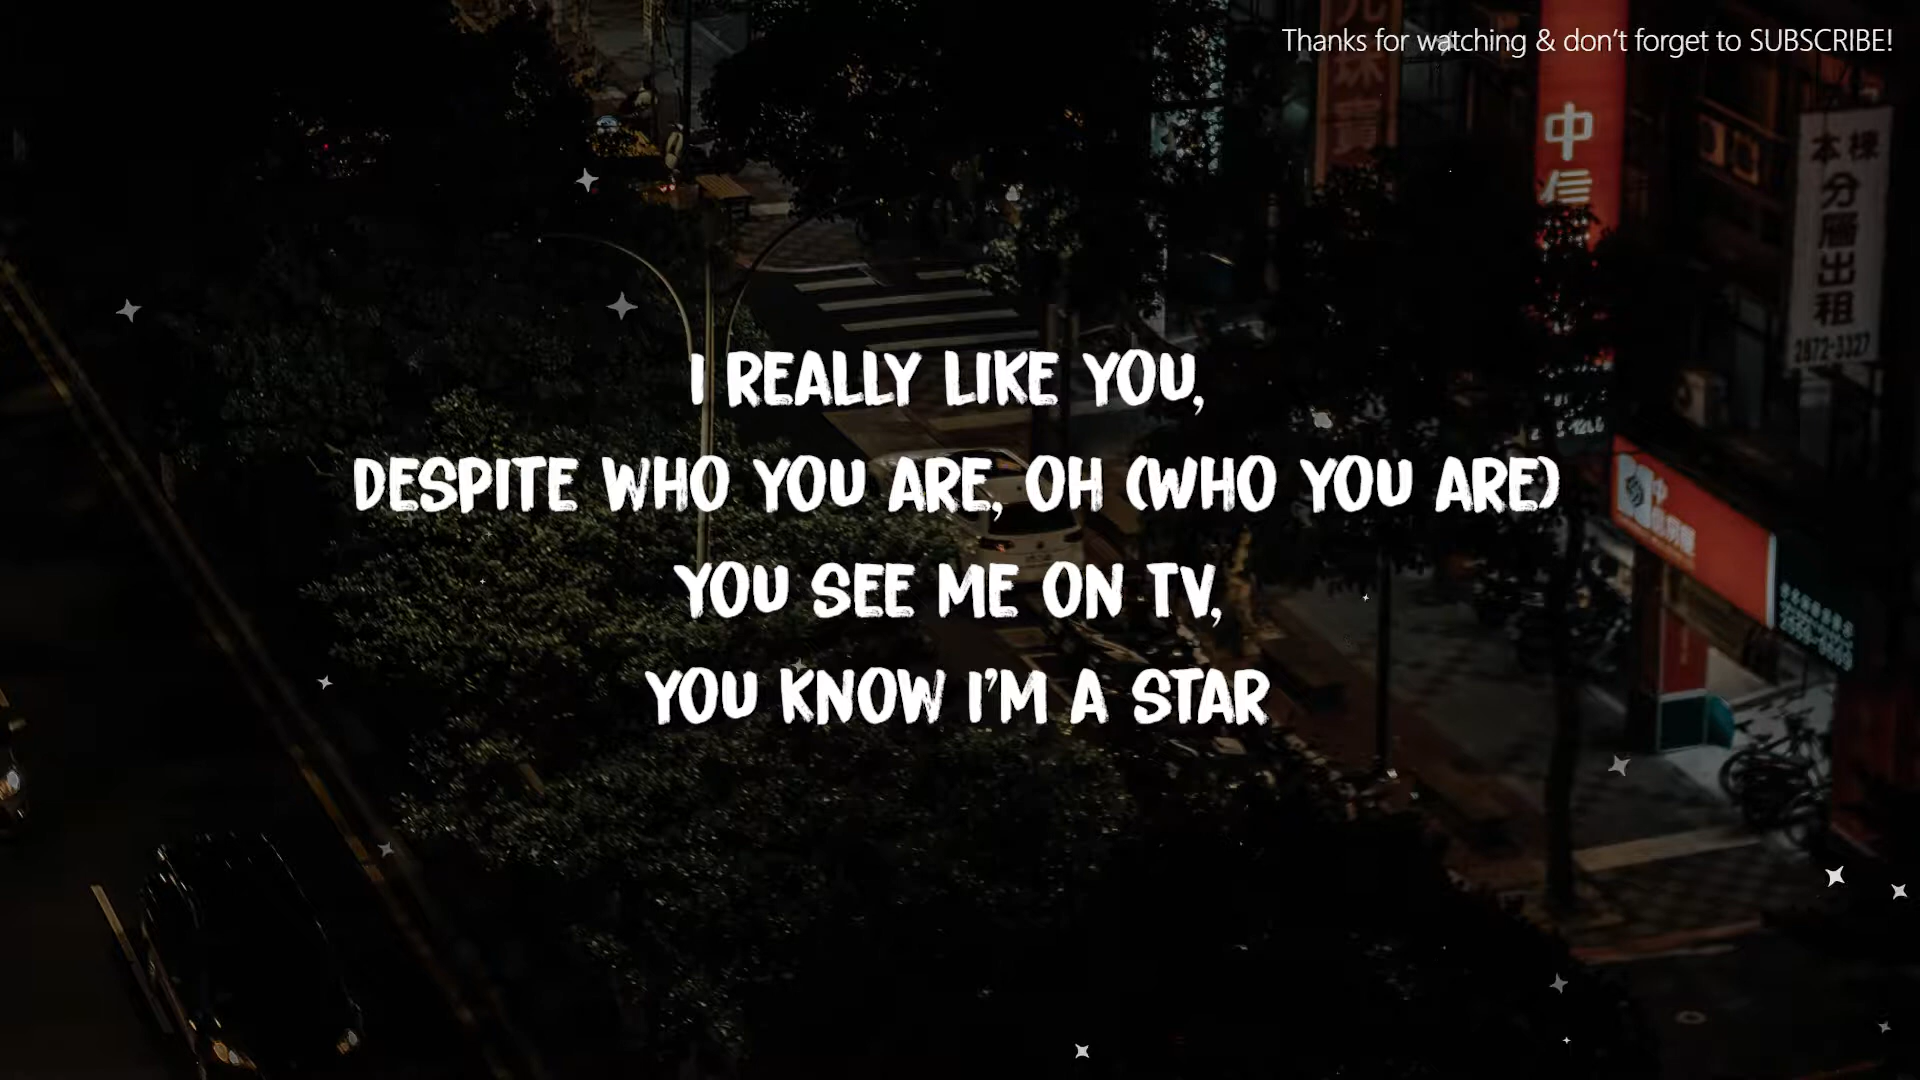 Thanks for watching & don't forget to SUBSCRIBE!
中信
本棟
分層出租
2872-3327
I REALLY LIKE YOU,
DESPITE WHO YOU ARE, OH (WHO YOU ARE)
YOU SEE ME ON TV,
YOU KNOW I'M A STAR